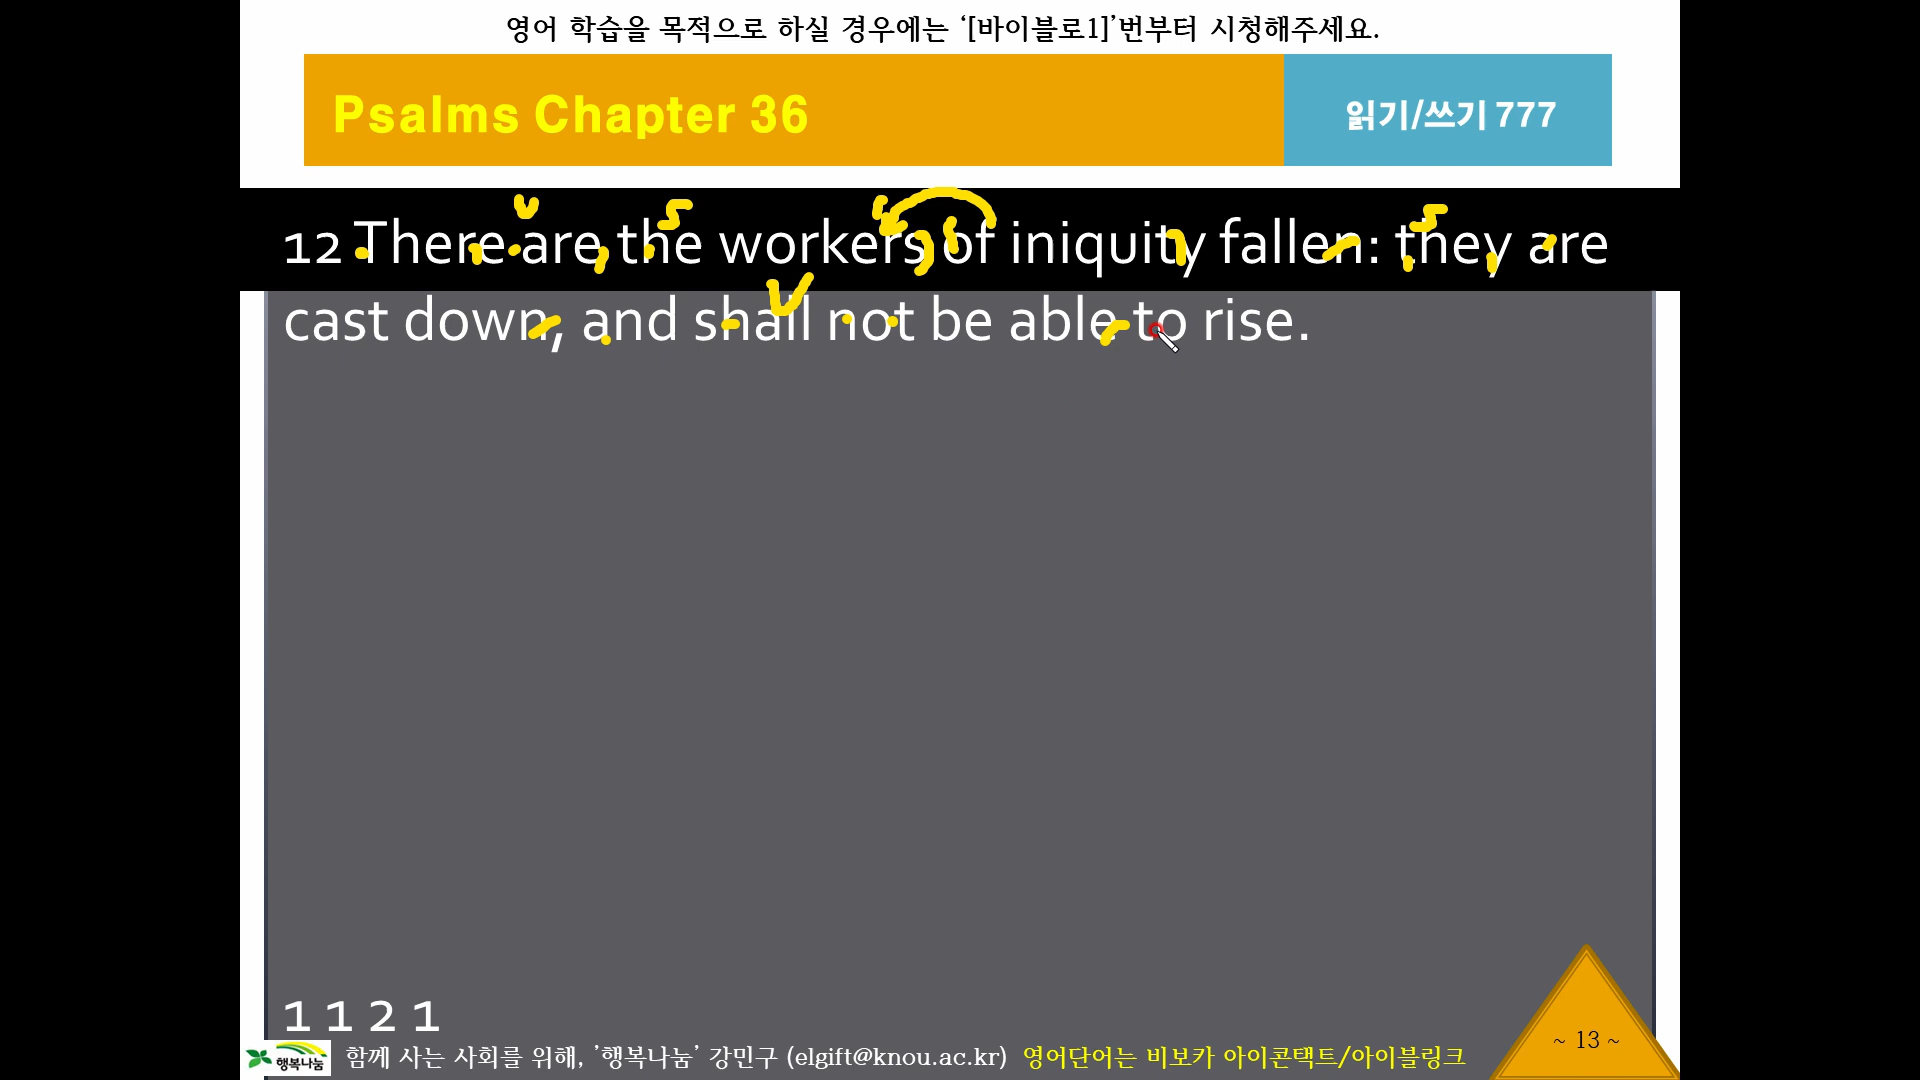 영어 학습을 목적으로 하실 경우에는 ‘[바이블로1]’번부터 시청해주세요.
Psalms Chapter 36
읽기/쓰기 777
12 There are the workers of iniquity fallen: they are
cast down, and shall not be able to rise.
1 1 2 1
~ 13 ~
행복나눔
함께 사는 사회를 위해, ’행복나눔’ 강민구 (elgift@knou.ac.kr) 영어단어는 비보카 아이콘택트/아이블링크